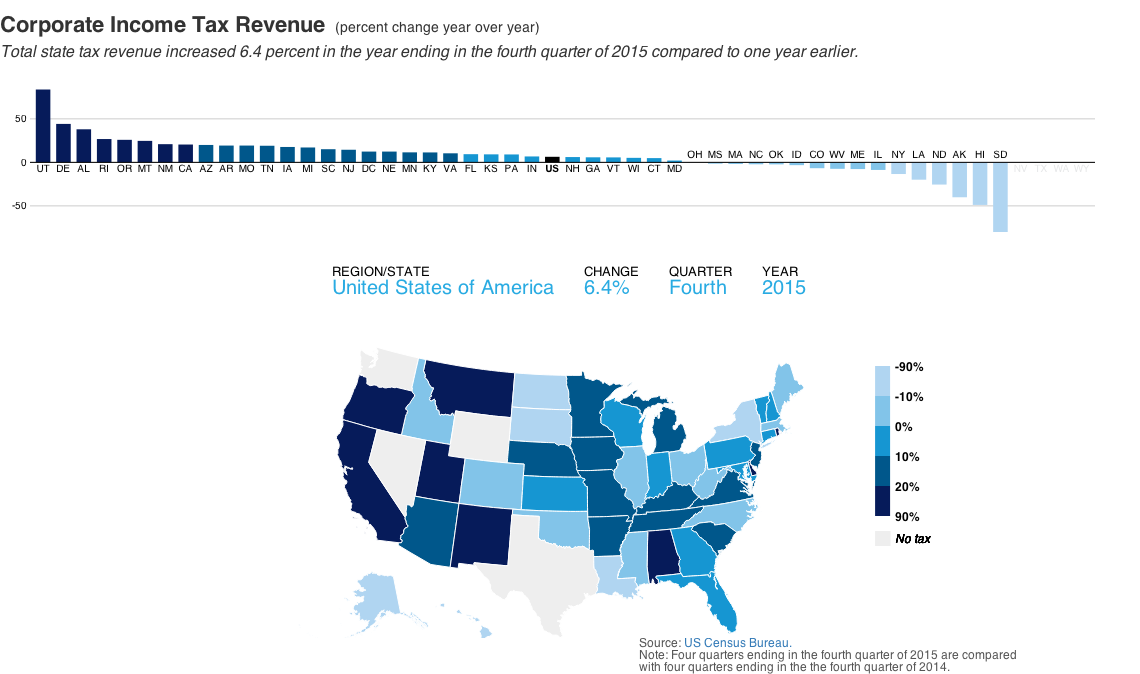 Corporate Income Tax Revenue (percent change year over year)
Total state tax revenue increased 6.4 percent in the year ending in the fourth quarter of 2015 compared to one year earlier.
50
OH MS MA NC OK ID CO WV ME IL NY LA ND AK HI SD
0
UT DE AL RI OR MT NM CA AZ AR MO TN IA MI SC NJ DC NE MN KY VA FL KS PA IN US NH GA VT WI CT MD NV TX WA WY
-50
REGION/STATE CHANGE QUARTER YEAR
United States of America 6.4% Fourth 2015
-90%
-10%
0%
10%
20%
90%
No tax
Source: US Census Bureau.
Note: Four quarters ending in the fourth quarter of 2015 are compared
with four quarters ending in the the fourth quarter of 2014.